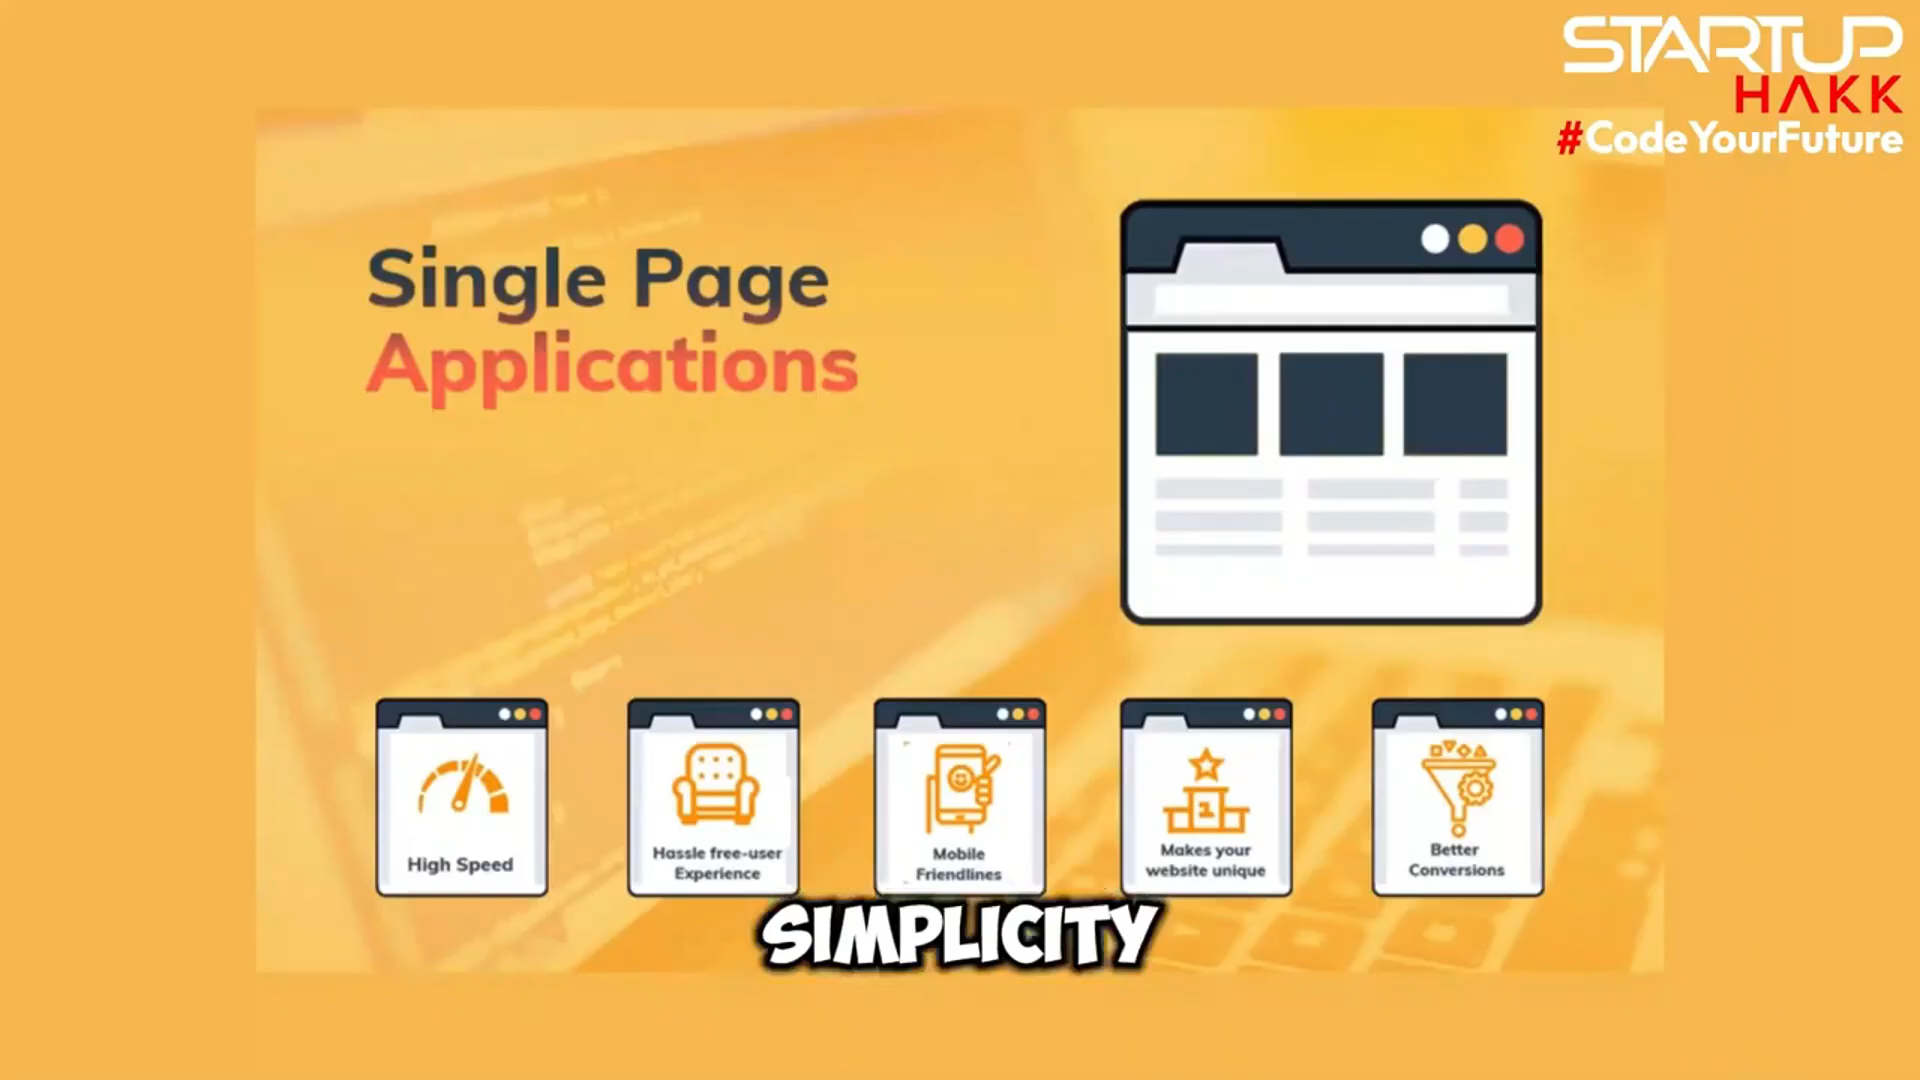 STARTUP
HAKK
#CodeYourFuture
Single Page
Applications
High Speed
Hassle free-user
Experience
Mobile
Friendlines
1
Makes your
website unique
Better
Conversions
SIMPLICITY